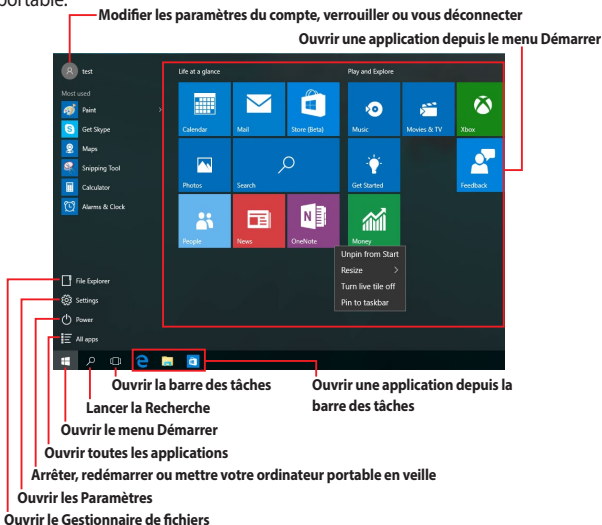 portable.
Modifier les paramètres du compte, verrouiller ou vous déconnecter
Ouvrir une application depuis le menu Démarrer
test
Life at a glance
Play and Explore
Most used
Paint
Get Skype
Maps
Snipping Tool
Calculator
Alarms & Clock
Calendar
Mail
Store (Beta)
Music
Movies & TV
Xbox
Photos
Search
Get Started
Feedback
People
News
OneNote
Money
Unpin from Start
Resize
Turn live tile off
Pin to taskbar
File Explorer
Settings
Power
All apps
Ouvrir la barre des tâches
Ouvrir une application depuis la
barre des tâches
Lancer la Recherche
Ouvrir le menu Démarrer
Ouvrir toutes les applications
Arrêter, redémarrer ou mettre votre ordinateur portable en veille
Ouvrir les Paramètres
Ouvrir le Gestionnaire de fichiers